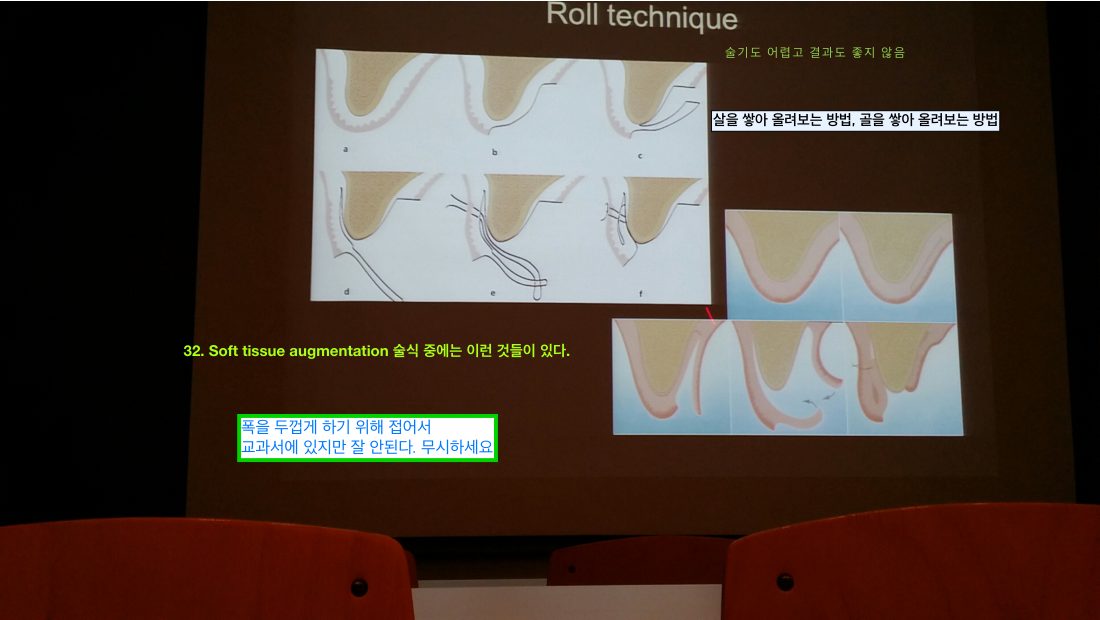 Roll technique
술기도 어렵고 결과도 좋지 않음
살을 쌓아 올려보는 방법, 골을 쌓아 올려보는 방법
a
b
c
d
e
f
32. Soft tissue augmentation 술식 중에는 이런 것들이 있다.
폭을 두껍게 하기 위해 접어서
교과서에 있지만 잘 안된다. 무시하세요